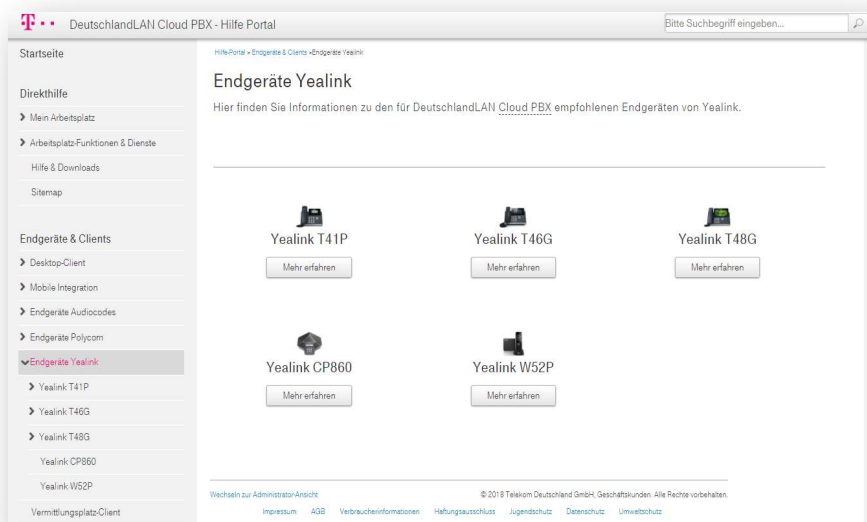 T DeutschlandLAN Cloud PBX - Hilfe Portal
Bitte Suchbegriff eingeben...
Startseite
Direkthilfe
Mein Arbeitsplatz
Arbeitsplatz-Funktionen & Dienste
Hilfe & Downloads
Sitemap
Endgeräte & Clients
Desktop-Client
Mobile Integration
Endgeräte Audiocodes
Endgeräte Polycom
Endgeräte Yealink
Yealink T41P
Yealink T46G
Yealink T48G
Yealink CP860
Yealink W52P
Vermittlungsplatz-Client
Hilfe-Portal » Endgeräte & Clients »Endgeräte Yealink
Endgeräte Yealink
Hier finden Sie Informationen zu den für DeutschlandLAN Cloud PBX empfohlenen Endgeräten von Yealink.
Yealink T41P
Mehr erfahren
Yealink T46G
Mehr erfahren
Yealink T48G
Mehr erfahren
Yealink CP860
Mehr erfahren
Yealink W52P
Mehr erfahren
Wechseln zur Administrator-Ansicht
© 2018 Telekom Deutschland GmbH, Geschäftskunden. Alle Rechte vorbehalten.
Impressum AGB Verbraucherinformationen Haftungsausschluss Jugendschutz Datenschutz Umweltschutz